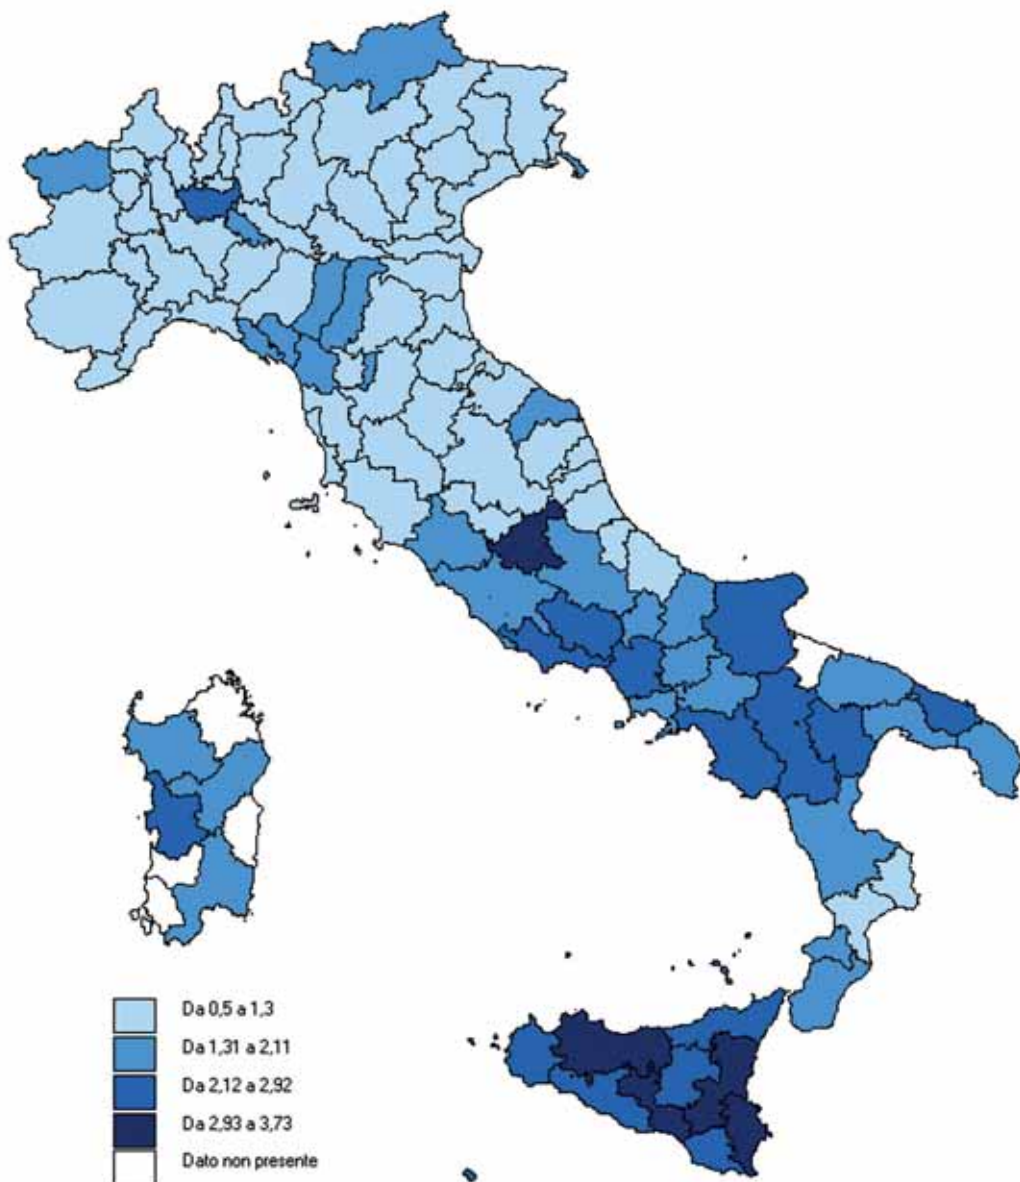 Da 0,5 a 1,3
Da 1,31 a 2,11
Da 2,12 a 2,92
Da 2,93 a 3,73
Dato non presente